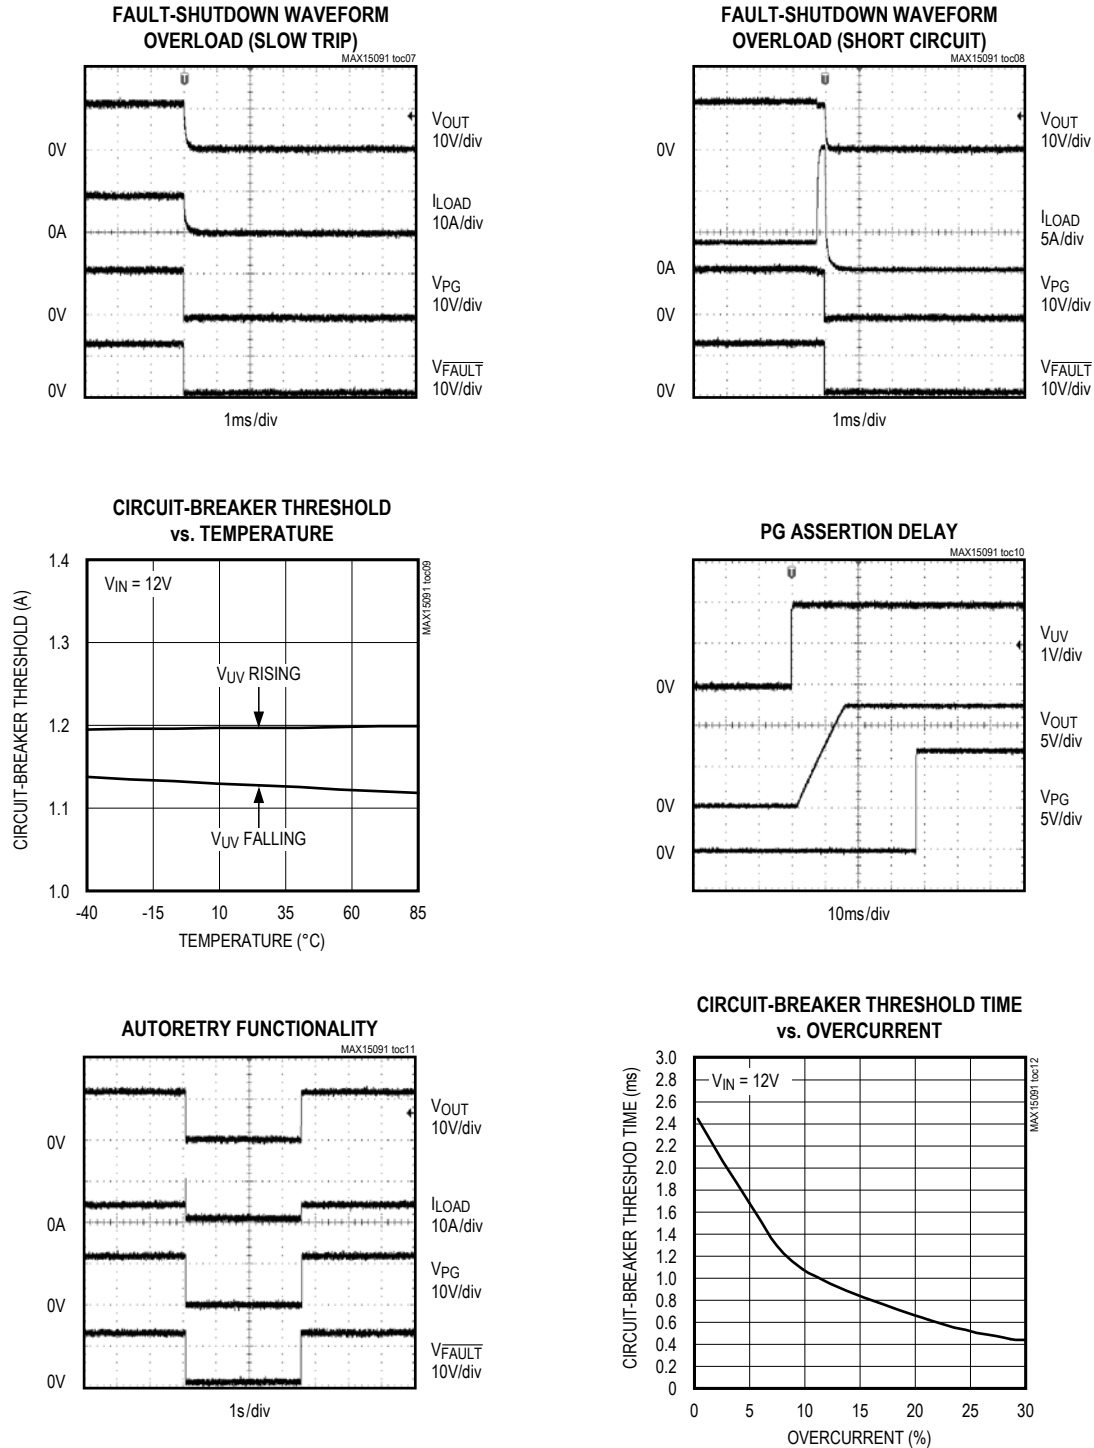 FAULT-SHUTDOWN WAVEFORM
OVERLOAD (SLOW TRIP)
MAX15091 toc07
VOUT
10V/div
0V
ILOAD
10A/div
0A
VPG
10V/div
0V
VFAULT
10V/div
0V
1ms/div
FAULT-SHUTDOWN WAVEFORM
OVERLOAD (SHORT CIRCUIT)
MAX15091 toc08
VOUT
10V/div
0V
ILOAD
5A/div
0A
VPG
10V/div
0V
VFAULT
10V/div
0V
1ms/div
CIRCUIT-BREAKER THRESHOLD
vs. TEMPERATURE
MAX15091 toc09
VIN = 12V
VUV RISING
VUV FALLING
CIRCUIT-BREAKER THRESHOLD (A)
1.4
1.3
1.2
1.1
1.0
-40 -15 10 35 60 85
TEMPERATURE (°C)
PG ASSERTION DELAY
MAX15091 toc10
VUV
1V/div
0V
VOUT
5V/div
0V
VPG
5V/div
0V
10ms/div
AUTORETRY FUNCTIONALITY
MAX15091 toc11
VOUT
10V/div
0V
ILOAD
10A/div
0A
VPG
10V/div
0V
VFAULT
10V/div
0V
1s/div
CIRCUIT-BREAKER THRESHOLD TIME
vs. OVERCURRENT
MAX15091 toc12
VIN = 12V
CIRCUIT-BREAKER THRESHOD TIME (ms)
3.0
2.8
2.6
2.4
2.2
2.0
1.8
1.6
1.4
1.2
1.0
0.8
0.6
0.4
0.2
0
0 5 10 15 20 25 30
OVERCURRENT (%)